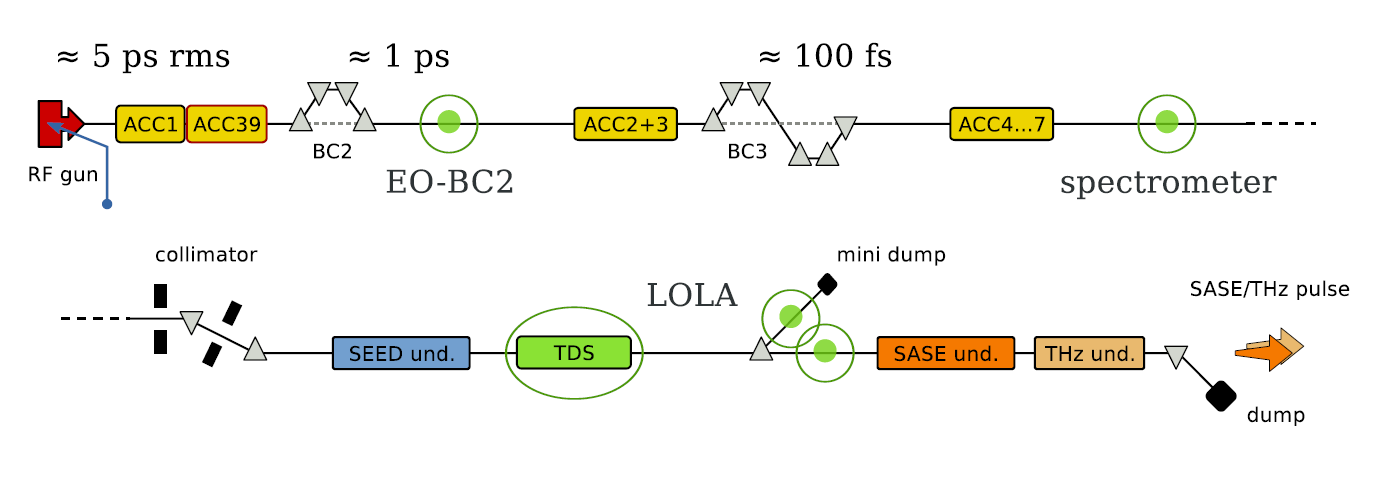 ≈ 5 ps rms
≈ 1 ps
≈ 100 fs
ACC1
ACC39
ACC2+3
ACC4...7
BC2
BC3
RF gun
EO-BC2
spectrometer
collimator
mini dump
LOLA
SASE/THz pulse
SEED und.
TDS
SASE und.
THz und.
dump